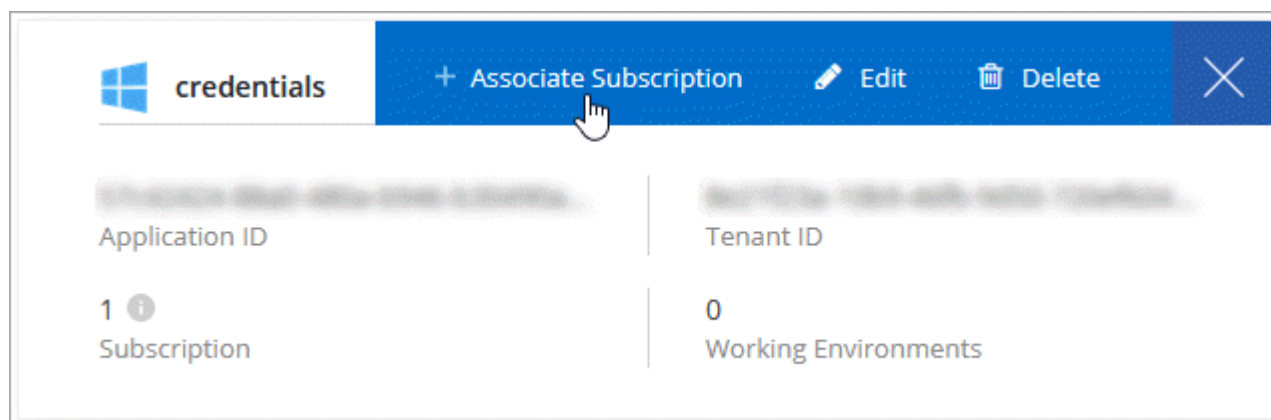 credentials
+ Associate Subscription
Edit
Delete
Application ID
Tenant ID
1
Subscription
0
Working Environments